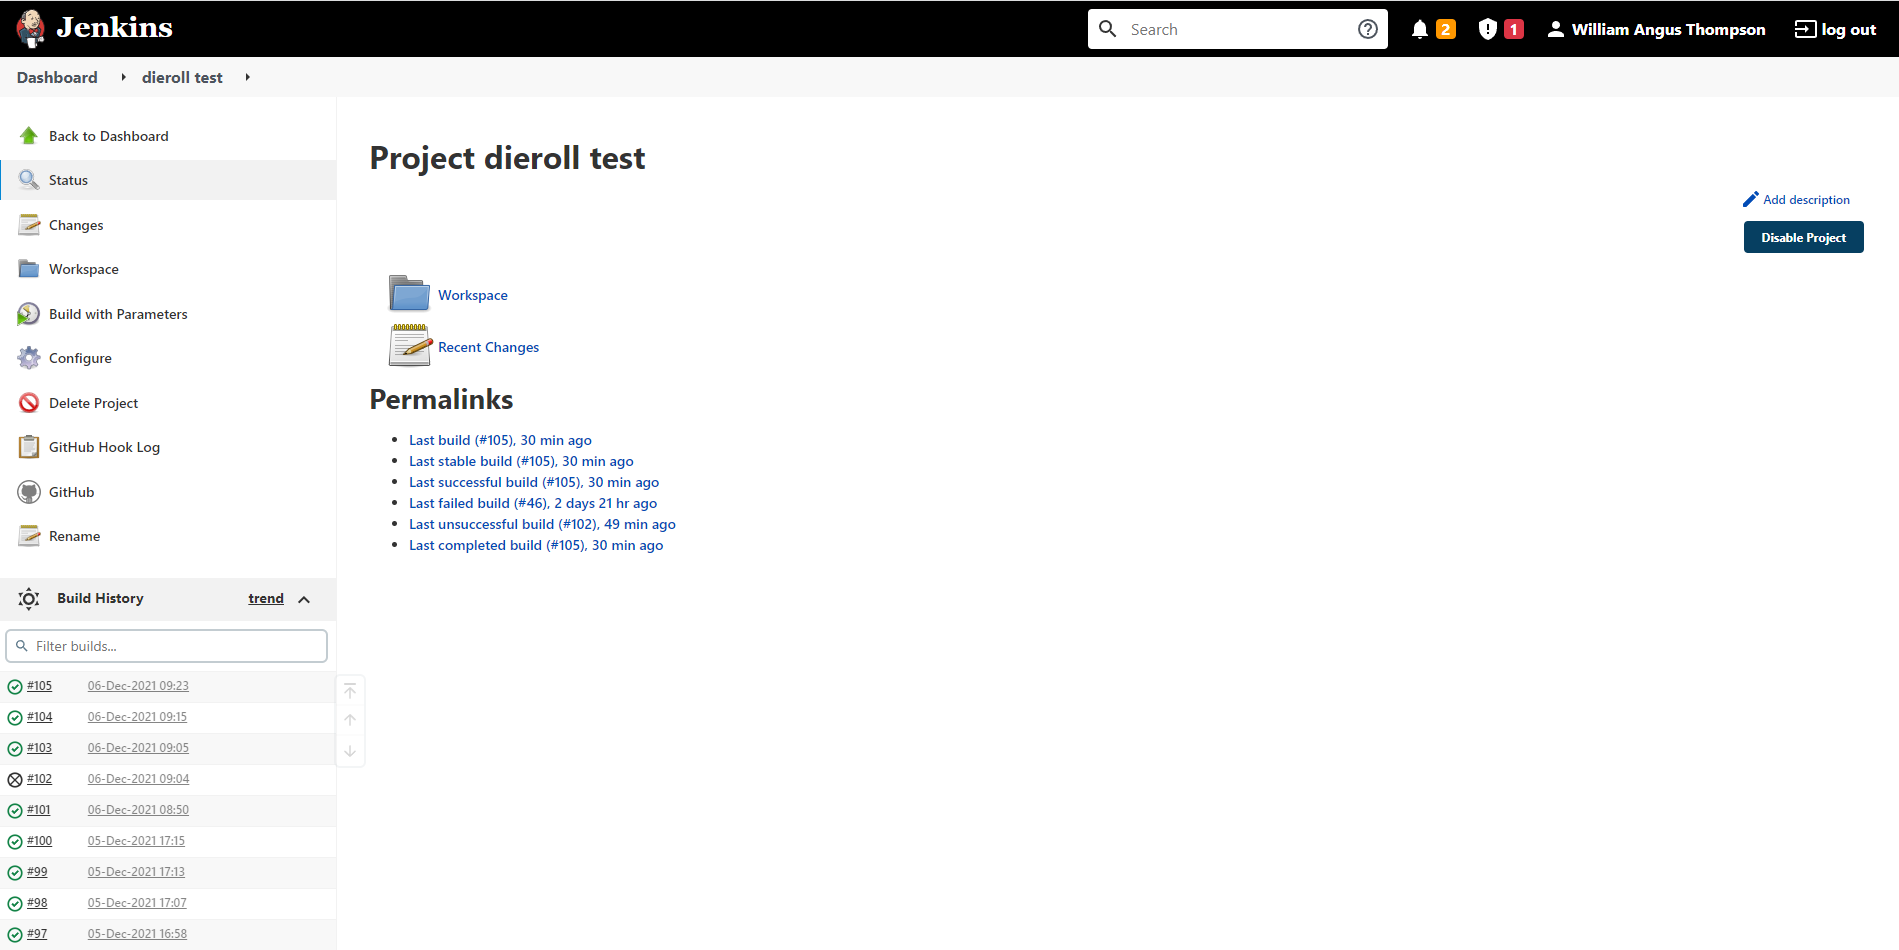 Jenkins
Search
2
1
William Angus Thompson
log out
Dashboard
dieroll test
Back to Dashboard
Status
Changes
Workspace
Build with Parameters
Configure
Delete Project
GitHub Hook Log
GitHub
Rename
Build History
trend
Filter builds...
#105 06-Dec-2021 09:23
#104 06-Dec-2021 09:15
#103 06-Dec-2021 09:05
#102 06-Dec-2021 09:04
#101 06-Dec-2021 08:50
#100 05-Dec-2021 17:15
#99 05-Dec-2021 17:13
#98 05-Dec-2021 17:07
#97 05-Dec-2021 16:58
Project dieroll test
Add description
Disable Project
Workspace
Recent Changes
Permalinks
Last build (#105), 30 min ago
Last stable build (#105), 30 min ago
Last successful build (#105), 30 min ago
Last failed build (#46), 2 days 21 hr ago
Last unsuccessful build (#102), 49 min ago
Last completed build (#105), 30 min ago